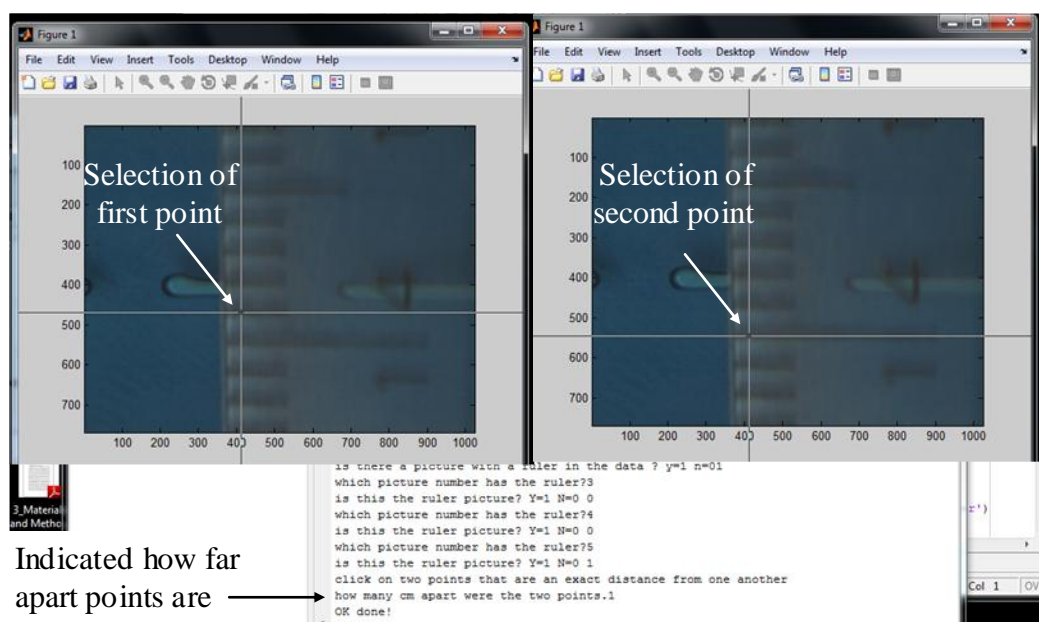 Figure 1
File Edit View Insert Tools Desktop Window Help
100
200
300
400
500
600
700
100 200 300 400 500 600 700 800 900 1000
Selection of
first point
Figure 1
File Edit View Insert Tools Desktop Window Help
100
200
300
400
500
600
700
100 200 300 400 500 600 700 800 900 1000
Selection of
second point
is there a picture with a ruler in the data ? y=1 n=01
which picture number has the ruler?3
is this the ruler picture? Y=1 N=0 0
which picture number has the ruler?4
is this the ruler picture? Y=1 N=0 0
which picture number has the ruler?5
is this the ruler picture? Y=1 N=0 1
click on two points that are an exact distance from one another
how many cm apart were the two points.1
OK done!
3_Material
and Metho
r')
Col 1 OV
Indicated how far
apart points are